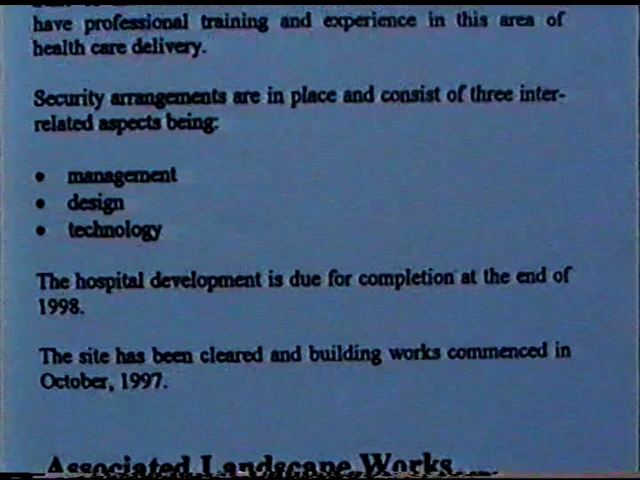 have professional training and experience in this area of
health care delivery.
Security arrangements are in place and consist of three inter-
related aspects being:
• management
• design
• technology
The hospital development is due for completion at the end of
1998.
The site has been cleared and building works commenced in
October, 1997.
Associated Landscape Works